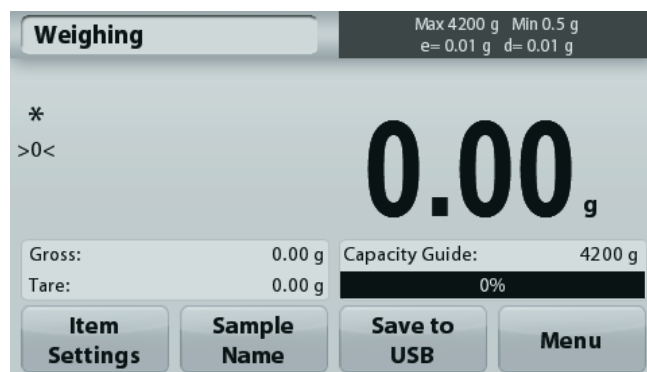 Weighing
Max 4200 g Min 0.5 g
e= 0.01 g d= 0.01 g
*
>0<
0.00 g
Gross: 0.00 g
Tare: 0.00 g
Capacity Guide: 4200 g
0%
Item
Settings
Sample
Name
Save to
USB
Menu